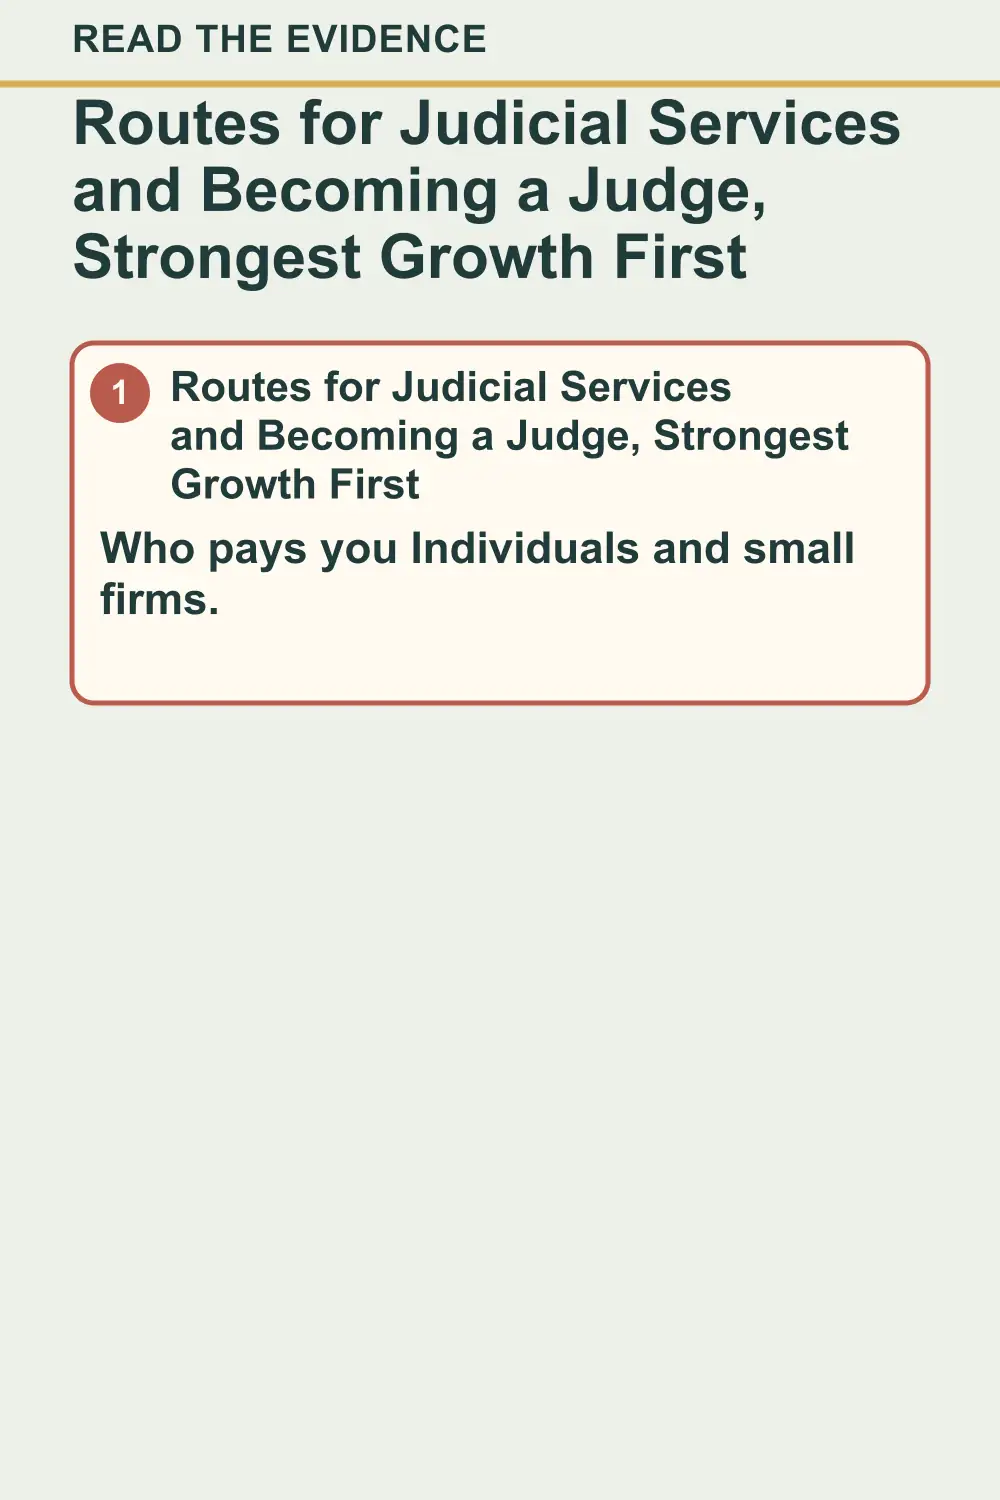 READ THE EVIDENCE
Routes for Judicial Services
and Becoming a Judge,
Strongest Growth First
1
Routes for Judicial Services
and Becoming a Judge, Strongest
Growth First
Who pays you Individuals and small
firms.